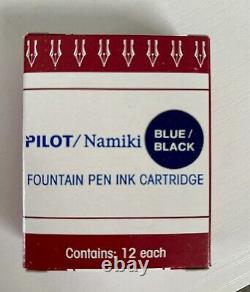 PILOT/Namiki
BLUE/
BLACK
FOUNTAIN PEN INK CARTRIDGE
Contains: 12 each